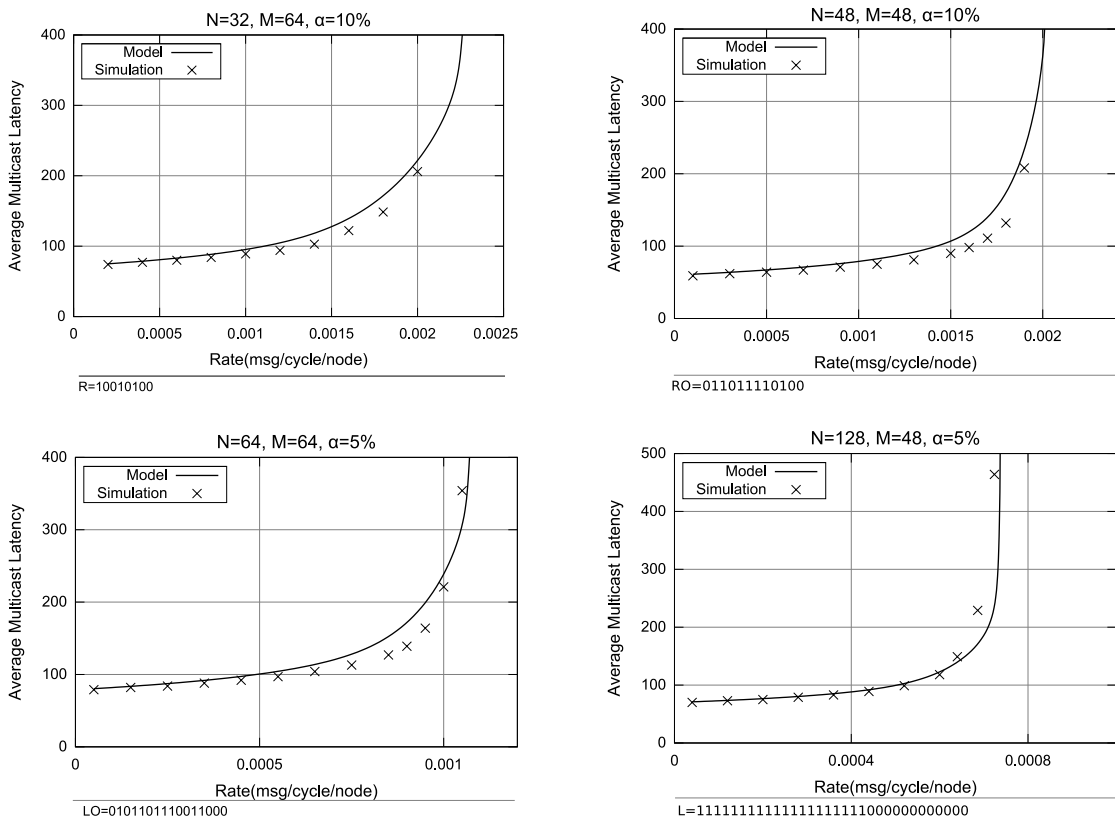 N=32, M=64, α=10%
400
300
200
100
0
Average Multicast Latency
Model
Simulation
0
0.0005
0.001
0.0015
0.002
0.0025
Rate(msg/cycle/node)
R=10010100
N=48, M=48, α=10%
400
300
200
100
0
Average Multicast Latency
Model
Simulation
0
0.0005
0.001
0.0015
0.002
Rate(msg/cycle/node)
RO=011011110100
N=64, M=64, α=5%
400
300
200
100
0
Average Multicast Latency
Model
Simulation
0
0.0005
0.001
Rate(msg/cycle/node)
LO=0101101110011000
N=128, M=48, α=5%
500
400
300
200
100
0
Average Multicast Latency
Model
Simulation
0
0.0004
0.0008
Rate(msg/cycle/node)
L=11111111111111111111000000000000